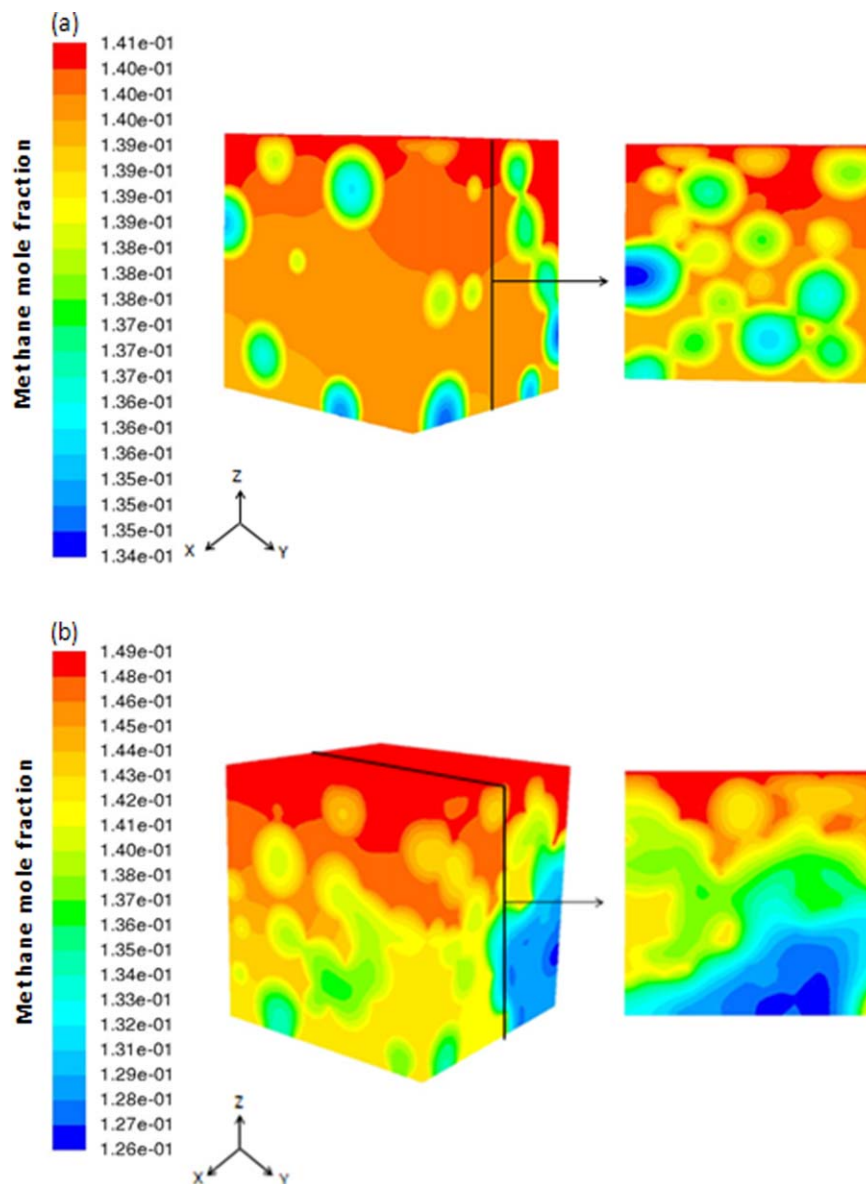 (a)
Methane mole fraction
1.41e-01
1.40e-01
1.40e-01
1.40e-01
1.39e-01
1.39e-01
1.39e-01
1.39e-01
1.38e-01
1.38e-01
1.38e-01
1.37e-01
1.37e-01
1.37e-01
1.36e-01
1.36e-01
1.35e-01
1.35e-01
1.35e-01
1.34e-01
Z
X
Y
(b)
Methane mole fraction
1.49e-01
1.48e-01
1.46e-01
1.45e-01
1.44e-01
1.43e-01
1.42e-01
1.41e-01
1.40e-01
1.38e-01
1.37e-01
1.36e-01
1.35e-01
1.34e-01
1.33e-01
1.32e-01
1.31e-01
1.29e-01
1.28e-01
1.27e-01
1.26e-01
Z
X
Y